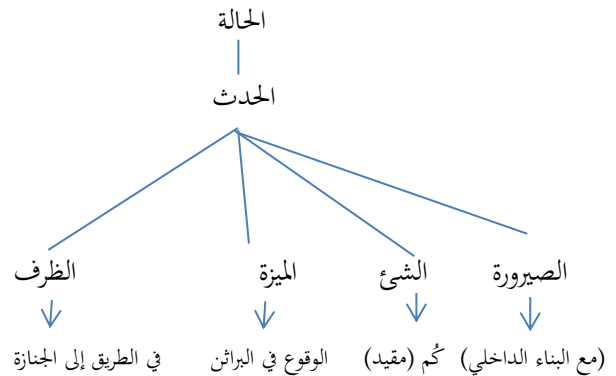 الحالة
الحدث
الصيرورة الشئ الميزة الظرف
(مع البناء الداخلي) كُم (مقيد) الوقوع في البراثن في الطريق إلى الجنازة